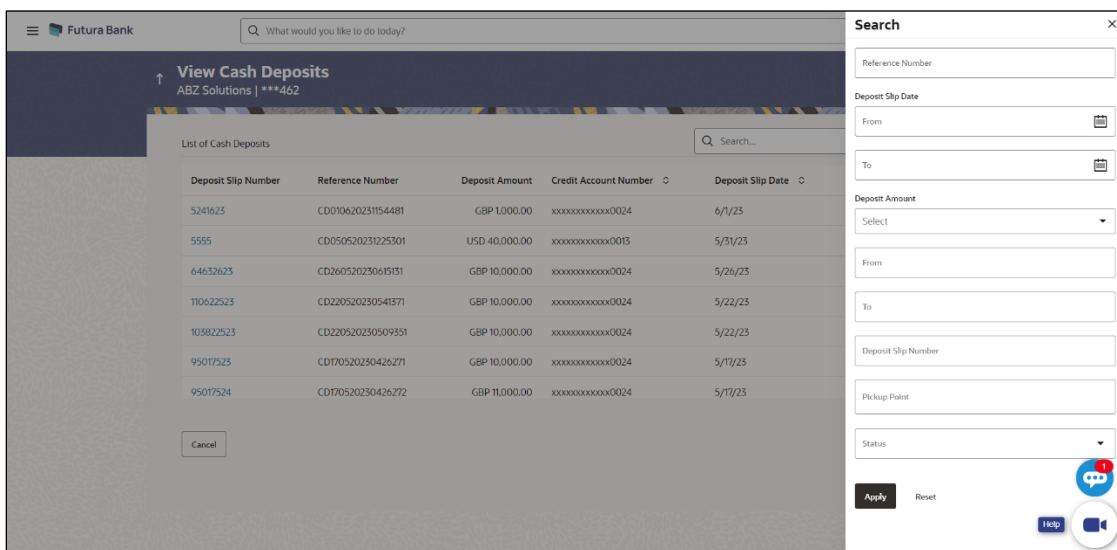 Futura Bank
What would you like to do today?
View Cash Deposits
ABZ Solutions | ***462
List of Cash Deposits
Search...
Deposit Slip Number Reference Number Deposit Amount Credit Account Number Deposit Slip Date
5241623 CD010620231154481 GBP 1,000.00 xxxxxxxxxxxx0024 6/1/23
5555 CD050520231225301 USD 40,000.00 xxxxxxxxxxxx0013 5/31/23
64632623 CD260520230615131 GBP 10,000.00 xxxxxxxxxxxx0024 5/26/23
110622523 CD220520230541371 GBP 10,000.00 xxxxxxxxxxxx0024 5/22/23
103822523 CD220520230509351 GBP 10,000.00 xxxxxxxxxxxx0024 5/22/23
95017523 CD170520230426271 GBP 10,000.00 xxxxxxxxxxxx0024 5/17/23
95017524 CD170520230426272 GBP 11,000.00 xxxxxxxxxxxx0024 5/17/23
Cancel
Search
Reference Number
Deposit Slip Date
From
To
Deposit Amount
Select
From
To
Deposit Slip Number
Pickup Point
Status
1
Apply Reset
Help